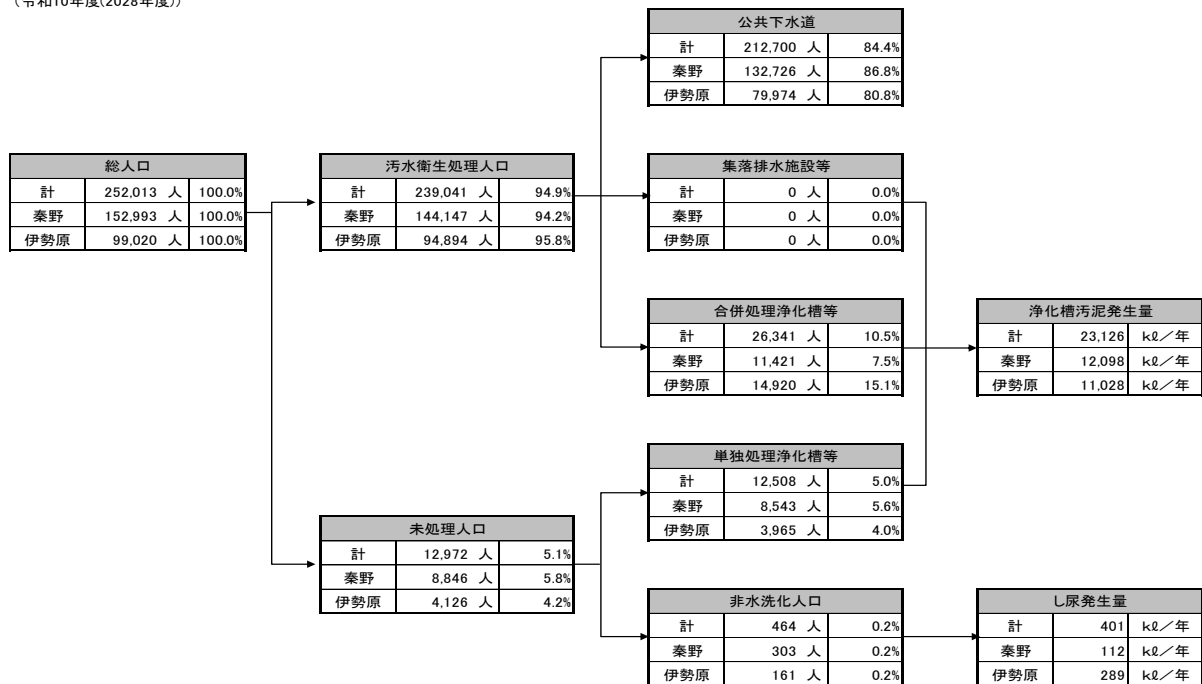 （令和10年度(2028年度)）
公共下水道
計 212,700 人 84.4%
秦野 132,726 人 86.8%
伊勢原 79,974 人 80.8%
総人口
計 252,013 人 100.0%
秦野 152,993 人 100.0%
伊勢原 99,020 人 100.0%
汚水衛生処理人口
計 239,041 人 94.9%
秦野 144,147 人 94.2%
伊勢原 94,894 人 95.8%
集落排水施設等
計 0 人 0.0%
秦野 0 人 0.0%
伊勢原 0 人 0.0%
合併処理浄化槽等
計 26,341 人 10.5%
秦野 11,421 人 7.5%
伊勢原 14,920 人 15.1%
浄化槽汚泥発生量
計 23,126 kℓ／年
秦野 12,098 kℓ／年
伊勢原 11,028 kℓ／年
単独処理浄化槽等
計 12,508 人 5.0%
秦野 8,543 人 5.6%
伊勢原 3,965 人 4.0%
未処理人口
計 12,972 人 5.1%
秦野 8,846 人 5.8%
伊勢原 4,126 人 4.2%
非水洗化人口
計 464 人 0.2%
秦野 303 人 0.2%
伊勢原 161 人 0.2%
し尿発生量
計 401 kℓ／年
秦野 112 kℓ／年
伊勢原 289 kℓ／年